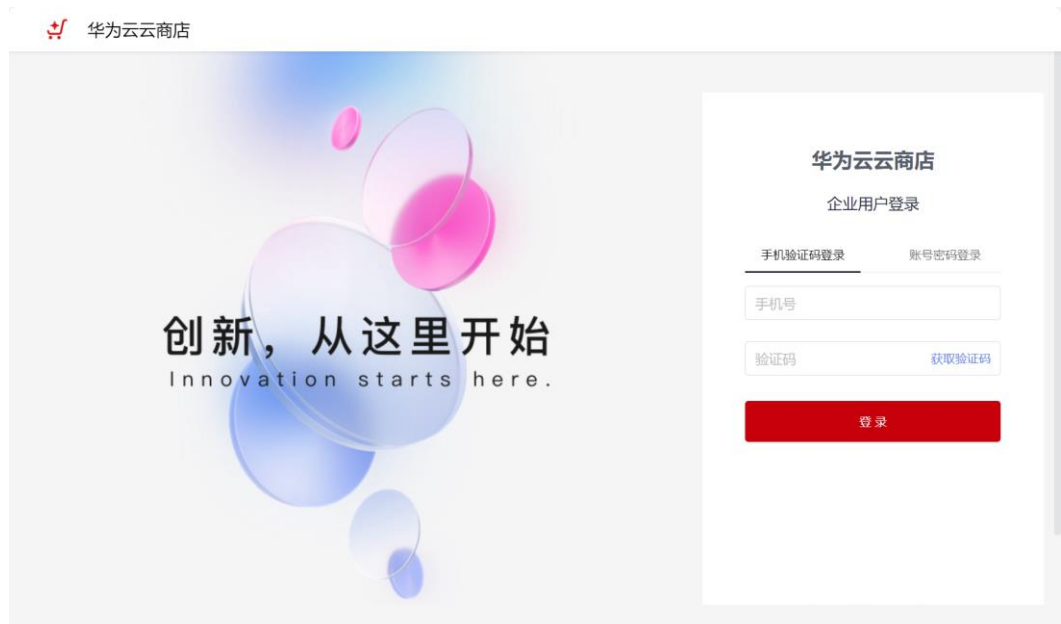 华为云云商店
创新，从这里开始
Innovation starts here.
华为云云商店
企业用户登录
手机验证码登录 账号密码登录
手机号
验证码 获取验证码
登录